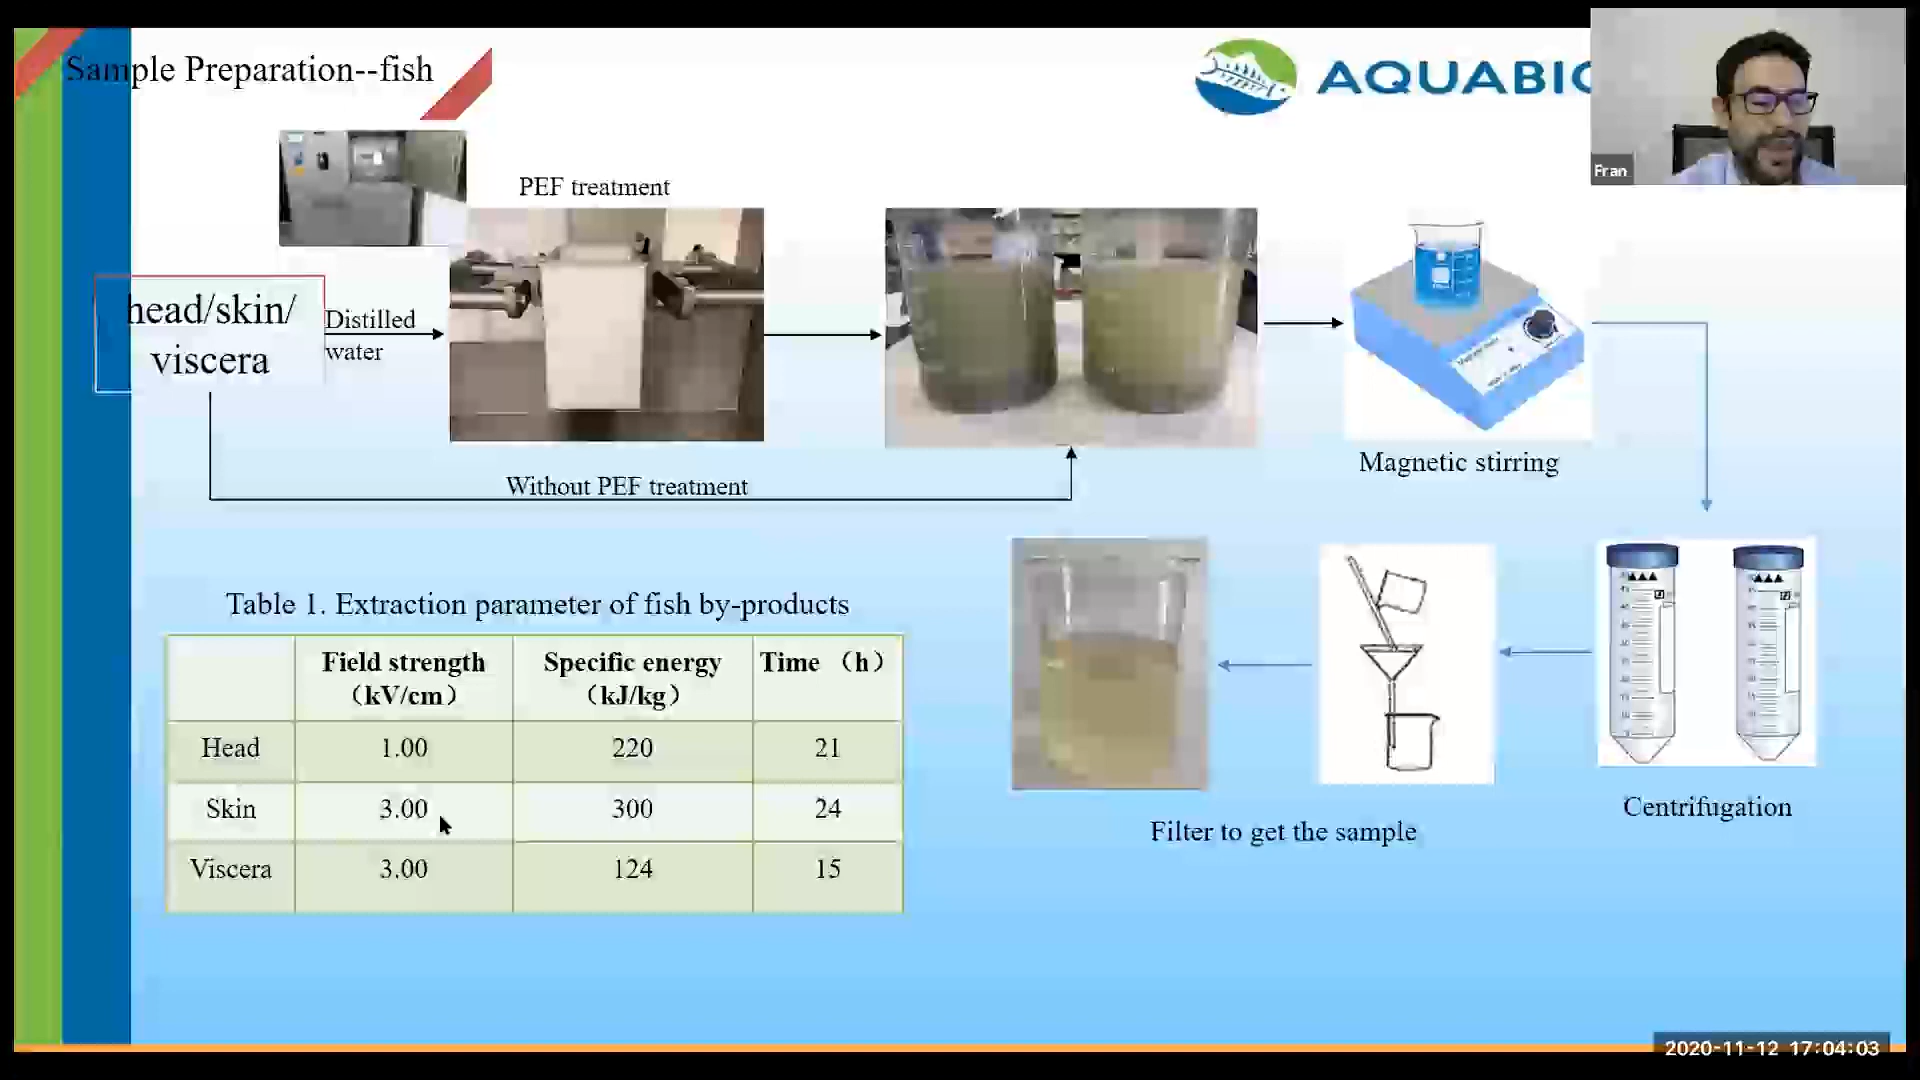 Sample Preparation--fish
AQUABIO
Fran
PEF treatment
head/skin/
viscera
Distilled
water
Without PEF treatment
Magnetic stirring
Table 1. Extraction parameter of fish by-products
Field strength
（kV/cm）
Specific energy
（kJ/kg）
Time （h）
Head 1.00 220 21
Skin 3.00 300 24
Viscera 3.00 124 15
Filter to get the sample
Centrifugation
2020-11-12 17:04:03